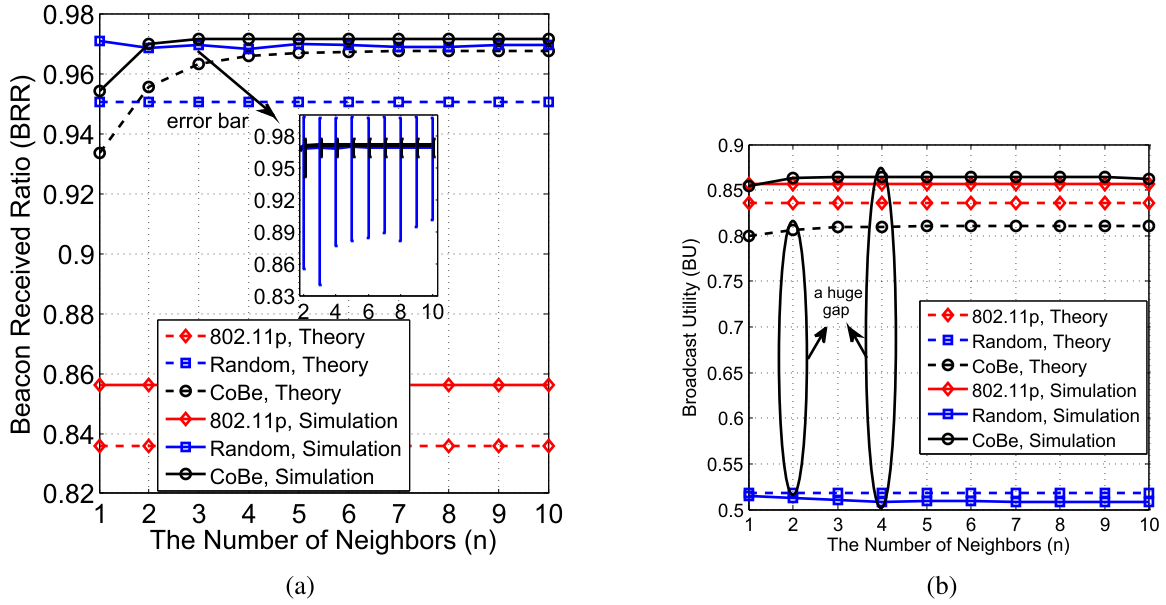 0.98
0.96
0.94
0.92
0.9
0.88
0.86
0.84
0.82
Beacon Received Ratio (BRR)
error bar
0.98
0.95
0.92
0.89
0.86
0.83
2 4 6 8 10
802.11p, Theory
Random, Theory
CoBe, Theory
802.11p, Simulation
Random, Simulation
CoBe, Simulation
1 2 3 4 5 6 7 8 9 10
The Number of Neighbors (n)
(a)
0.9
0.85
0.8
0.75
0.7
0.65
0.6
0.55
0.5
Broadcast Utility (BU)
a huge
gap
802.11p, Theory
Random, Theory
CoBe, Theory
802.11p, Simulation
Random, Simulation
CoBe, Simulation
1 2 3 4 5 6 7 8 9 10
The Number of Neighbors (n)
(b)